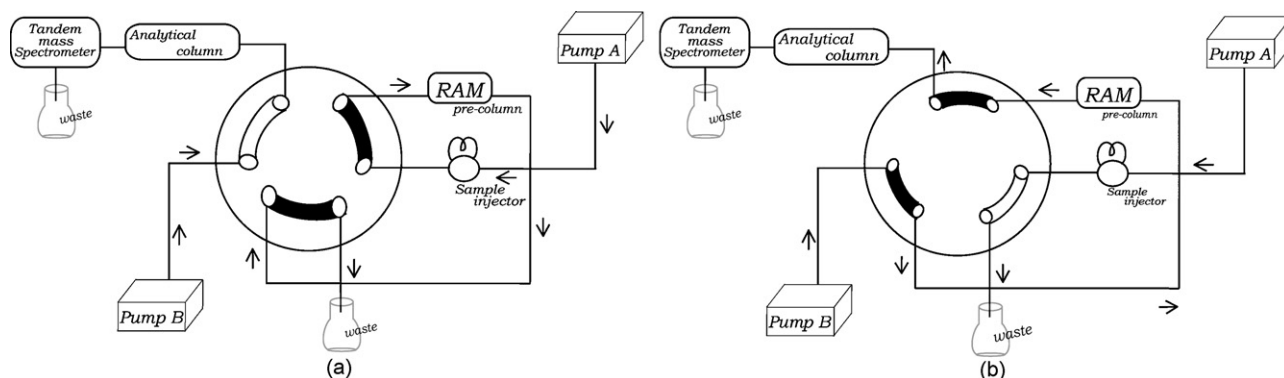 Tandem
mass
Spectrometer
Analytical
column
Pump A
RAM
pre-column
waste
Sample
injector
Pump B
waste
(a)
Tandem
mass
Spectrometer
Analytical
column
Pump A
RAM
pre-column
waste
Sample
injector
Pump B
waste
(b)